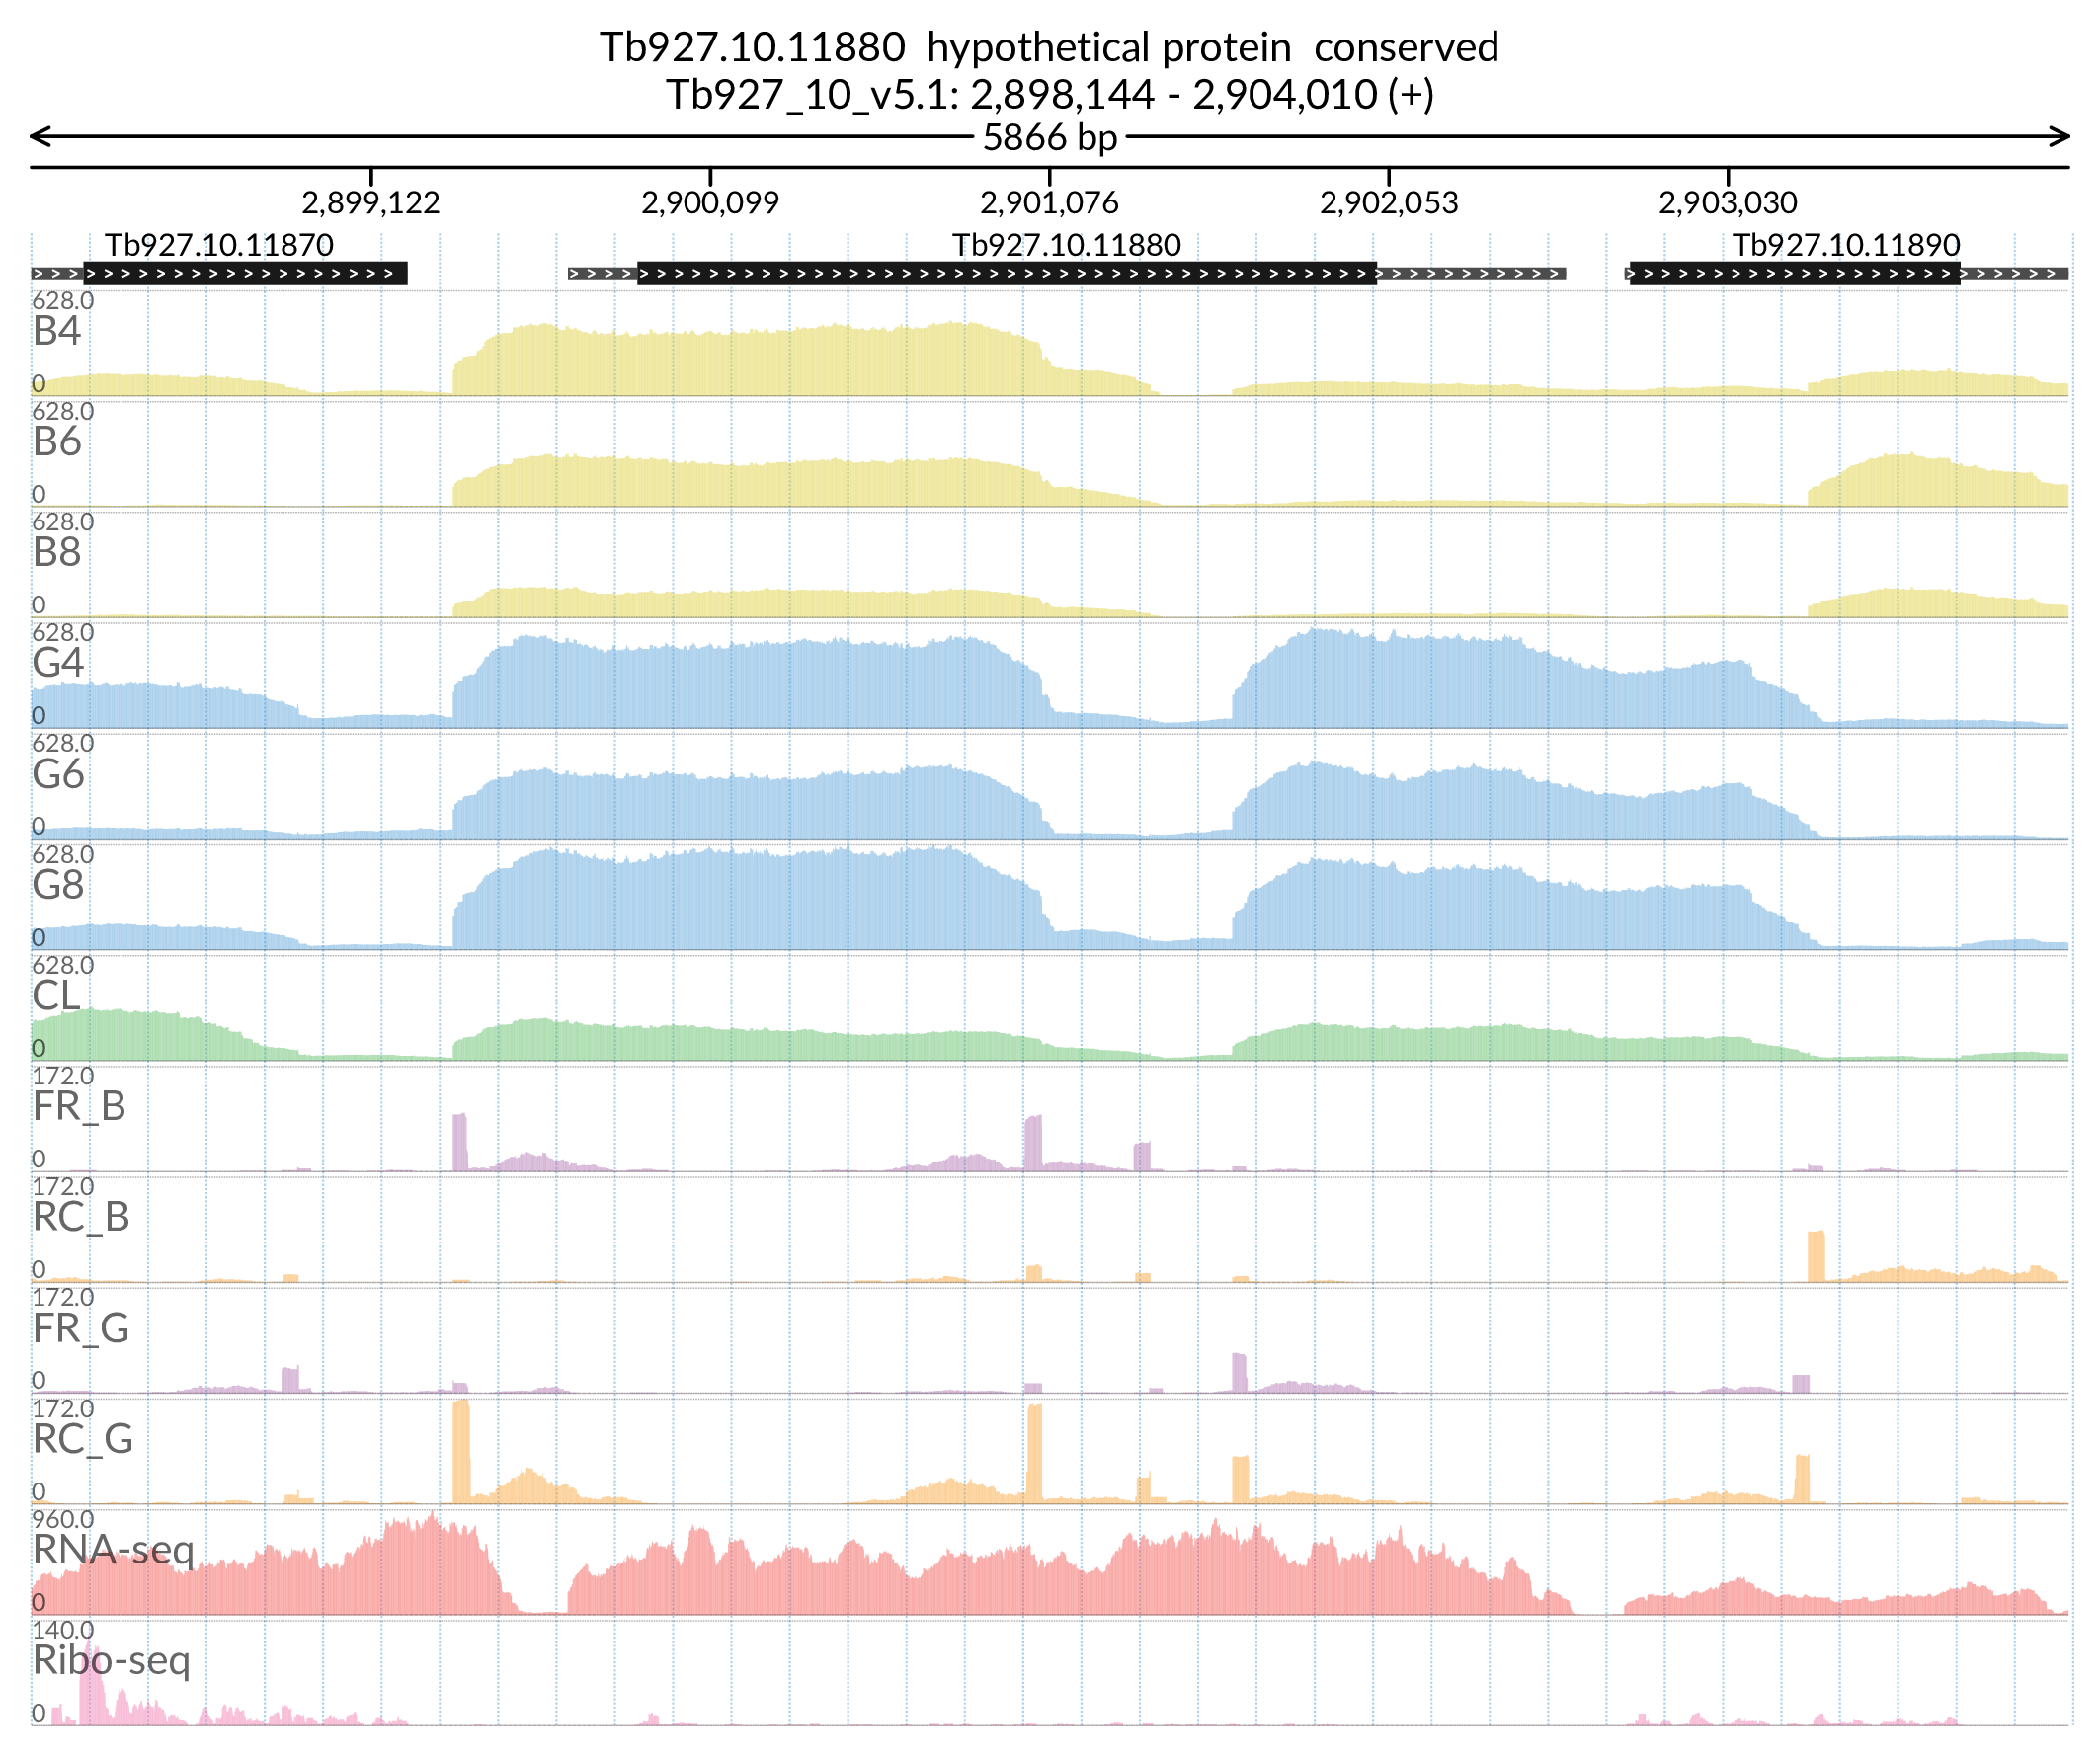 Tb927.10.11880 hypothetical protein conserved
Tb927_10_v5.1: 2,898,144 - 2,904,010 (+)
5866 bp
2,899,122 2,900,099 2,901,076 2,902,053 2,903,030
Tb927.10.11870 Tb927.10.11880 Tb927.10.11890
628.0
B4
0
628.0
B6
0
628.0
B8
0
628.0
G4
0
628.0
G6
0
628.0
G8
0
628.0
CL
0
172.0
FR_B
0
172.0
RC_B
0
172.0
FR_G
0
172.0
RC_G
0
960.0
RNA-seq
0
140.0
Ribo-seq
0